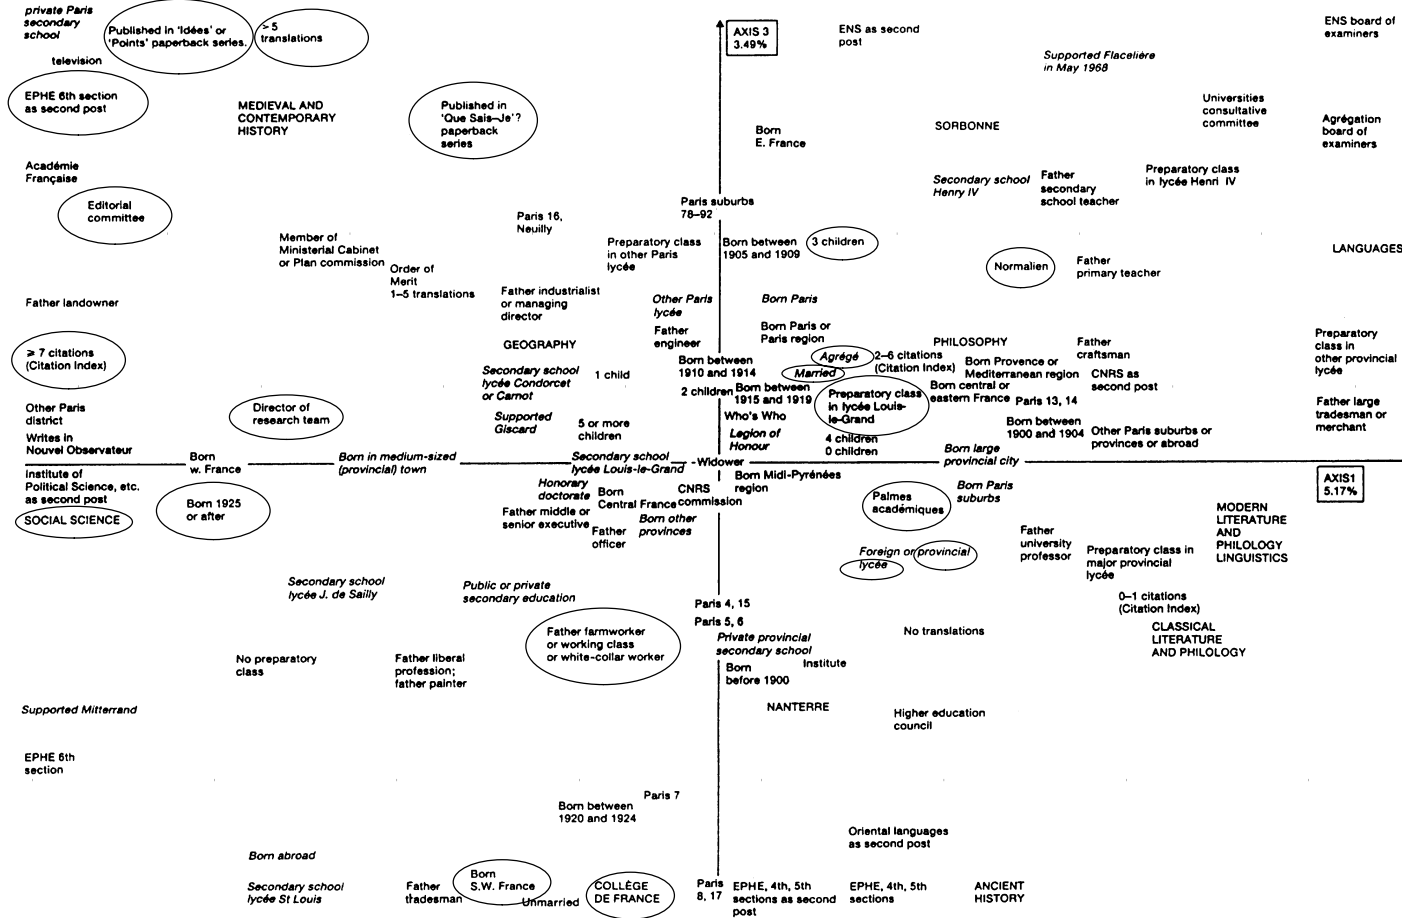 private Paris
secondary
school
Published in 'Idées' or
'Points' paperback series.
> 5
translations
television
EPHE 6th section
as second post
MEDIEVAL AND
CONTEMPORARY
HISTORY
Published in
'Que Sais–Je'?
paperback
series
AXIS 3
3.49%
ENS as second
post
Supported Flacelière
in May 1968
ENS board of
examiners
Universities
consultative
committee
Agrégation
board of
examiners
Born
E. France
SORBONNE
Académie
Française
Editorial
committee
Secondary school
Henry IV
Father
secondary
school teacher
Preparatory class
in lycée Henri IV
Paris suburbs
78–92
Paris 16,
Neuilly
Member of
Ministerial Cabinet
or Plan commission
Order of
Merit
1–5 translations
Preparatory class
in other Paris
lycée
Born between
1905 and 1909
3 children
Normalien
Father
primary teacher
LANGUAGES
Father landowner
Father industrialist
or managing
director
Other Paris
lycée
Born Paris
Father
engineer
Born Paris or
Paris region
≥ 7 citations
(Citation Index)
GEOGRAPHY
Born between
1910 and 1914
Agrégé
Married
2–6 citations
(Citation Index)
PHILOSOPHY
Born Provence or
Mediterranean region
Father
craftsman
CNRS as
second post
Preparatory
class in
other provincial
lycée
Secondary school
lycée Condorcet
or Carnot
1 child
2 children
Born between
1915 and 1919
Preparatory class
in lycée Louis-
le-Grand
Born central or
eastern France
Paris 13, 14
Father large
tradesman or
merchant
Other Paris
district
Director of
research team
Supported
Giscard
5 or more
children
Who's Who
Legion of
Honour
4 children
0 children
Born between
1900 and 1904
Other Paris suburbs or
provinces or abroad
Writes in
Nouvel Observateur
Born
w. France
Born in medium-sized
(provincial) town
Secondary school
lycée Louis-le-Grand
Widower
Born large
provincial city
AXIS1
5.17%
Institute of
Political Science, etc.
as second post
SOCIAL SCIENCE
Born 1925
or after
Honorary
doctorate
Born
Central France
CNRS
commission
Born Midi-Pyrénées
region
Palmes
académiques
Born Paris
suburbs
Father middle or
senior executive
Father
officer
Born other
provinces
MODERN
LITERATURE
AND
PHILOLOGY
LINGUISTICS
Foreign or provincial
lycée
Father
university
professor
Preparatory class in
major provincial
lycée
Secondary school
lycée J. de Sailly
Public or private
secondary education
Paris 4, 15
Paris 5, 6
0–1 citations
(Citation Index)
CLASSICAL
LITERATURE
AND PHILOLOGY
Father farmworker
or working class
or white-collar worker
Private provincial
secondary school
No translations
No preparatory
class
Father liberal
profession;
father painter
Born
before 1900
Institute
Supported Mitterrand
NANTERRE
Higher education
council
EPHE 6th
section
Born between
1920 and 1924
Paris 7
Oriental languages
as second post
Born abroad
Secondary school
lycée St Louis
Father
tradesman
Born
S.W. France
Unmarried
COLLÈGE
DE FRANCE
Paris
8, 17
EPHE, 4th, 5th
sections as second
post
EPHE, 4th, 5th
sections
ANCIENT
HISTORY